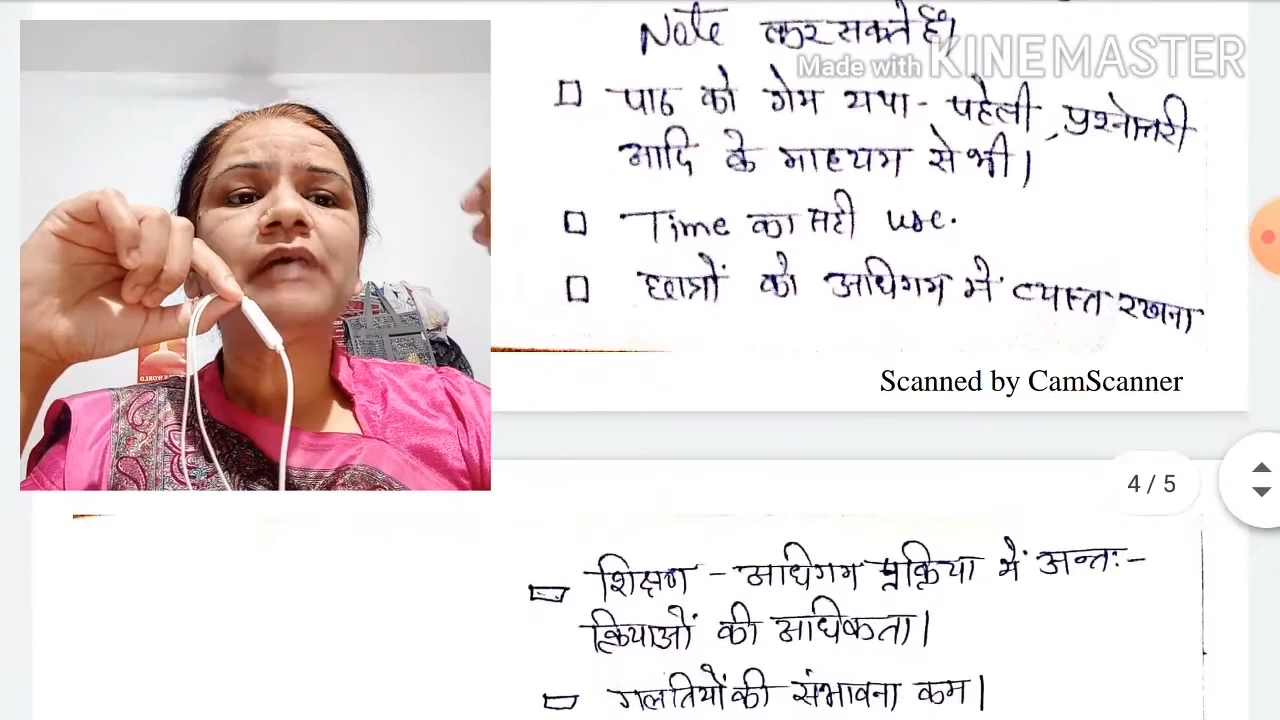 Note कर सकते हैं।
Made with KINEMASTER
पाठ को गेम यथा - पहेली, प्रश्नोत्तरी
आदि के माध्यम से भी।
Time का सही use.
छात्रों को अधिगम में व्यस्त रखना
Scanned by CamScanner
4 / 5
शिक्षण - अधिगम प्रक्रिया में अन्तः-
क्रियाओं की अधिकता।
गलतियों की संभावना कम।